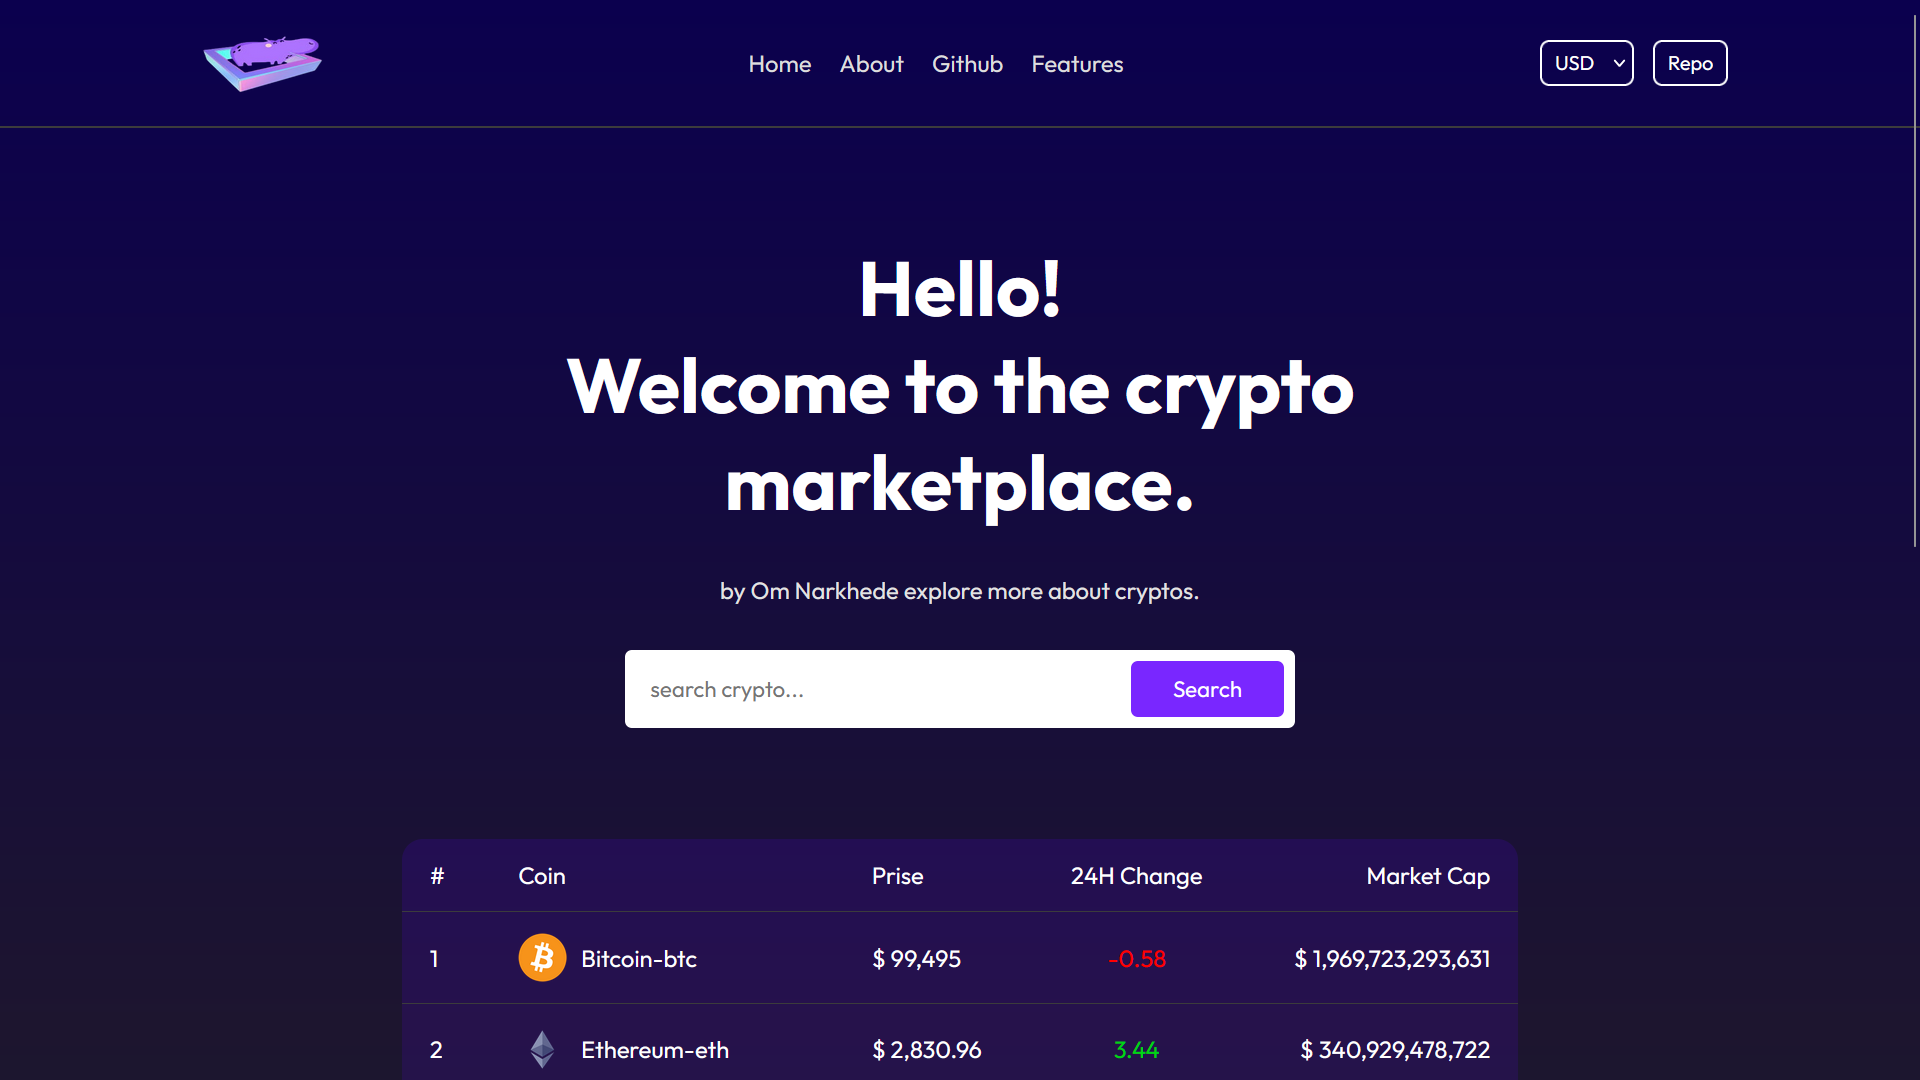 Home About Github Features
USD Repo
Hello!
Welcome to the crypto
marketplace.
by Om Narkhede explore more about cryptos.
search crypto... Search
# Coin Prise 24H Change Market Cap
1 Bitcoin-btc $ 99,495 -0.58 $ 1,969,723,293,631
2 Ethereum-eth $ 2,830.96 3.44 $ 340,929,478,722